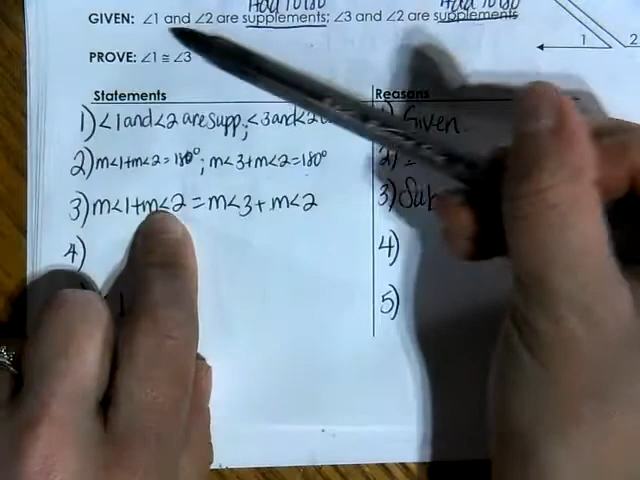 Add to 180 Add to 180
GIVEN: ∠1 and ∠2 are supplements; ∠3 and ∠2 are supplements
1 2
PROVE: ∠1 ≅ ∠3
Statements Reasons
1) <1 and <2 are supp; <3 and <2 Given
2) m<1+m<2=180°; m<3+m<2=180° 2)
3) m<1+m<2=m<3+m<2 3) Sub
4) 4)
5)